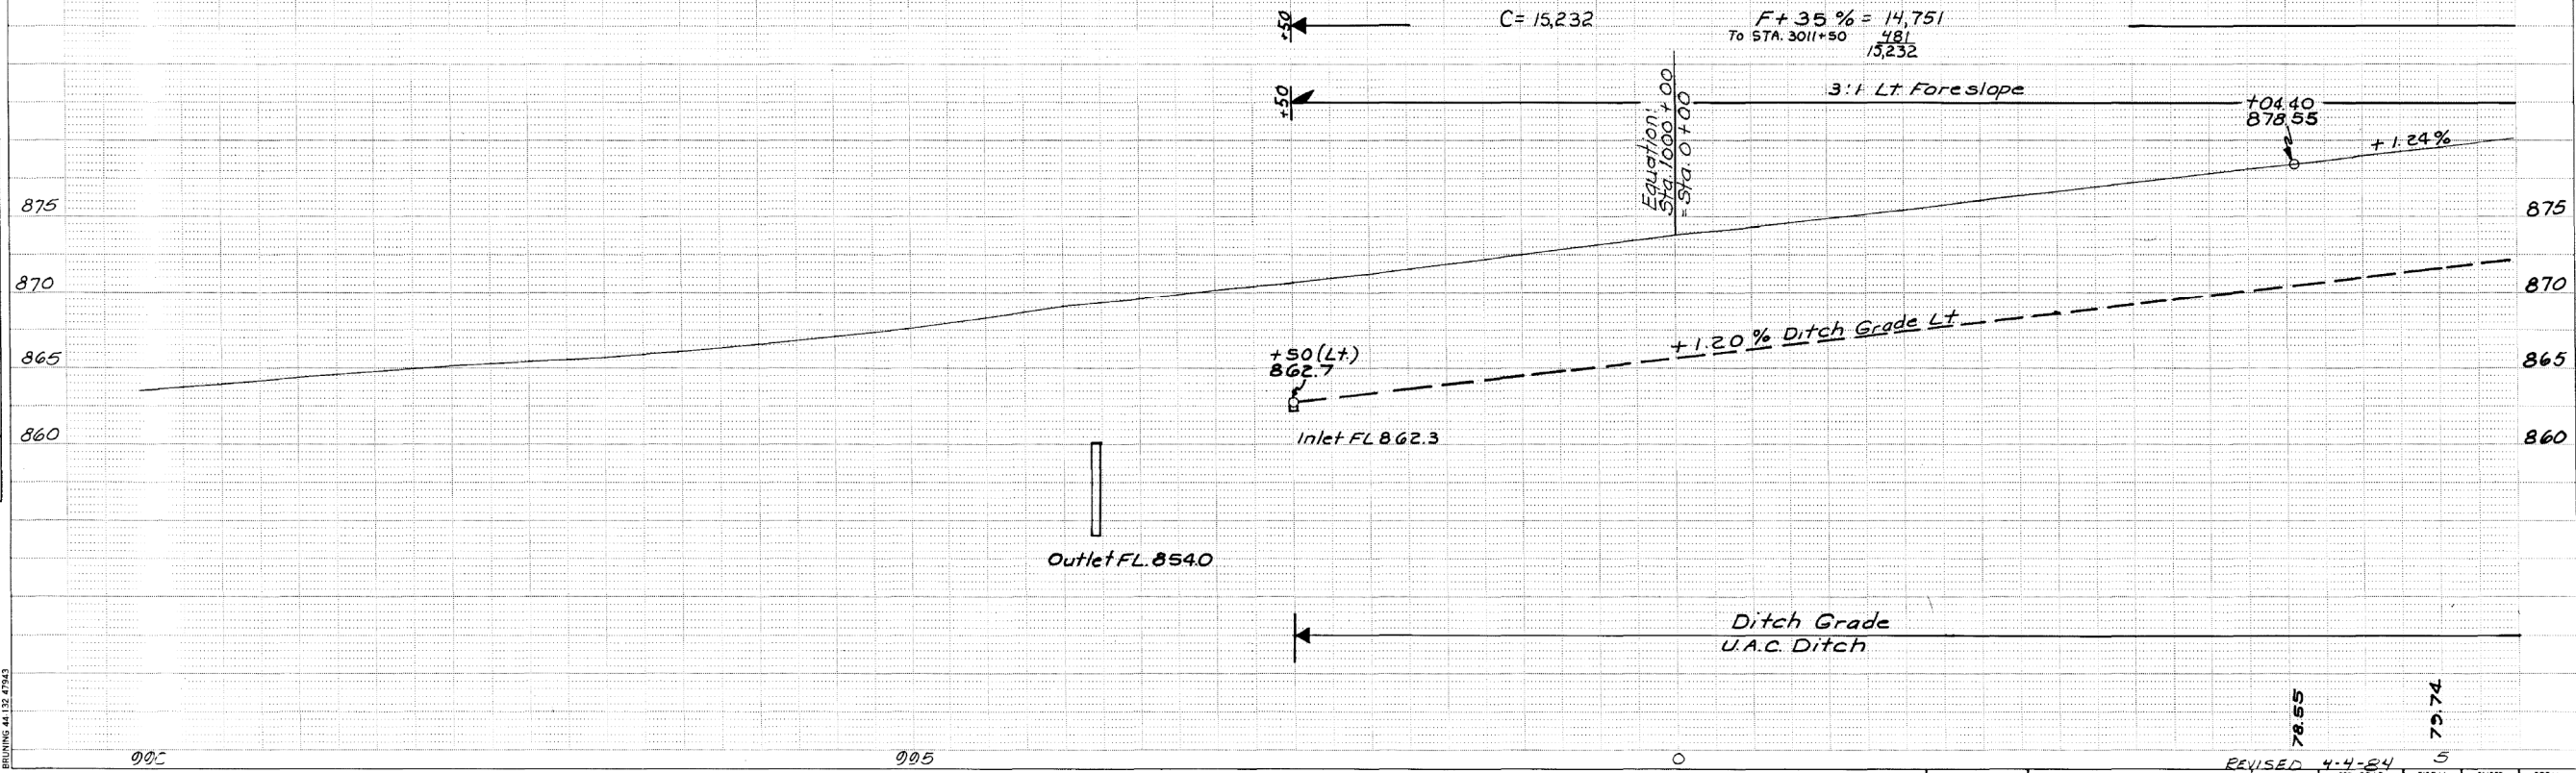 +50
C= 15,232
F+ 35 % = 14,751
To STA. 3011+50
481
15,232
+50
3:1 Lt Foreslope
Equation:
Sta. 1000 + 00
= Sta. 0 + 00
+04.40
878.55
+ 1.24%
875
875
870
870
+ 1.20 % Ditch Grade Lt.
865
+50 (Lt.)
862.7
865
860
Inlet FL 862.3
860
Outlet FL. 854.0
Ditch Grade
U.A.C. Ditch
78.55
79.74
BRUNING 44-132 47943
990
995
0
5
REVISED 4-4-84